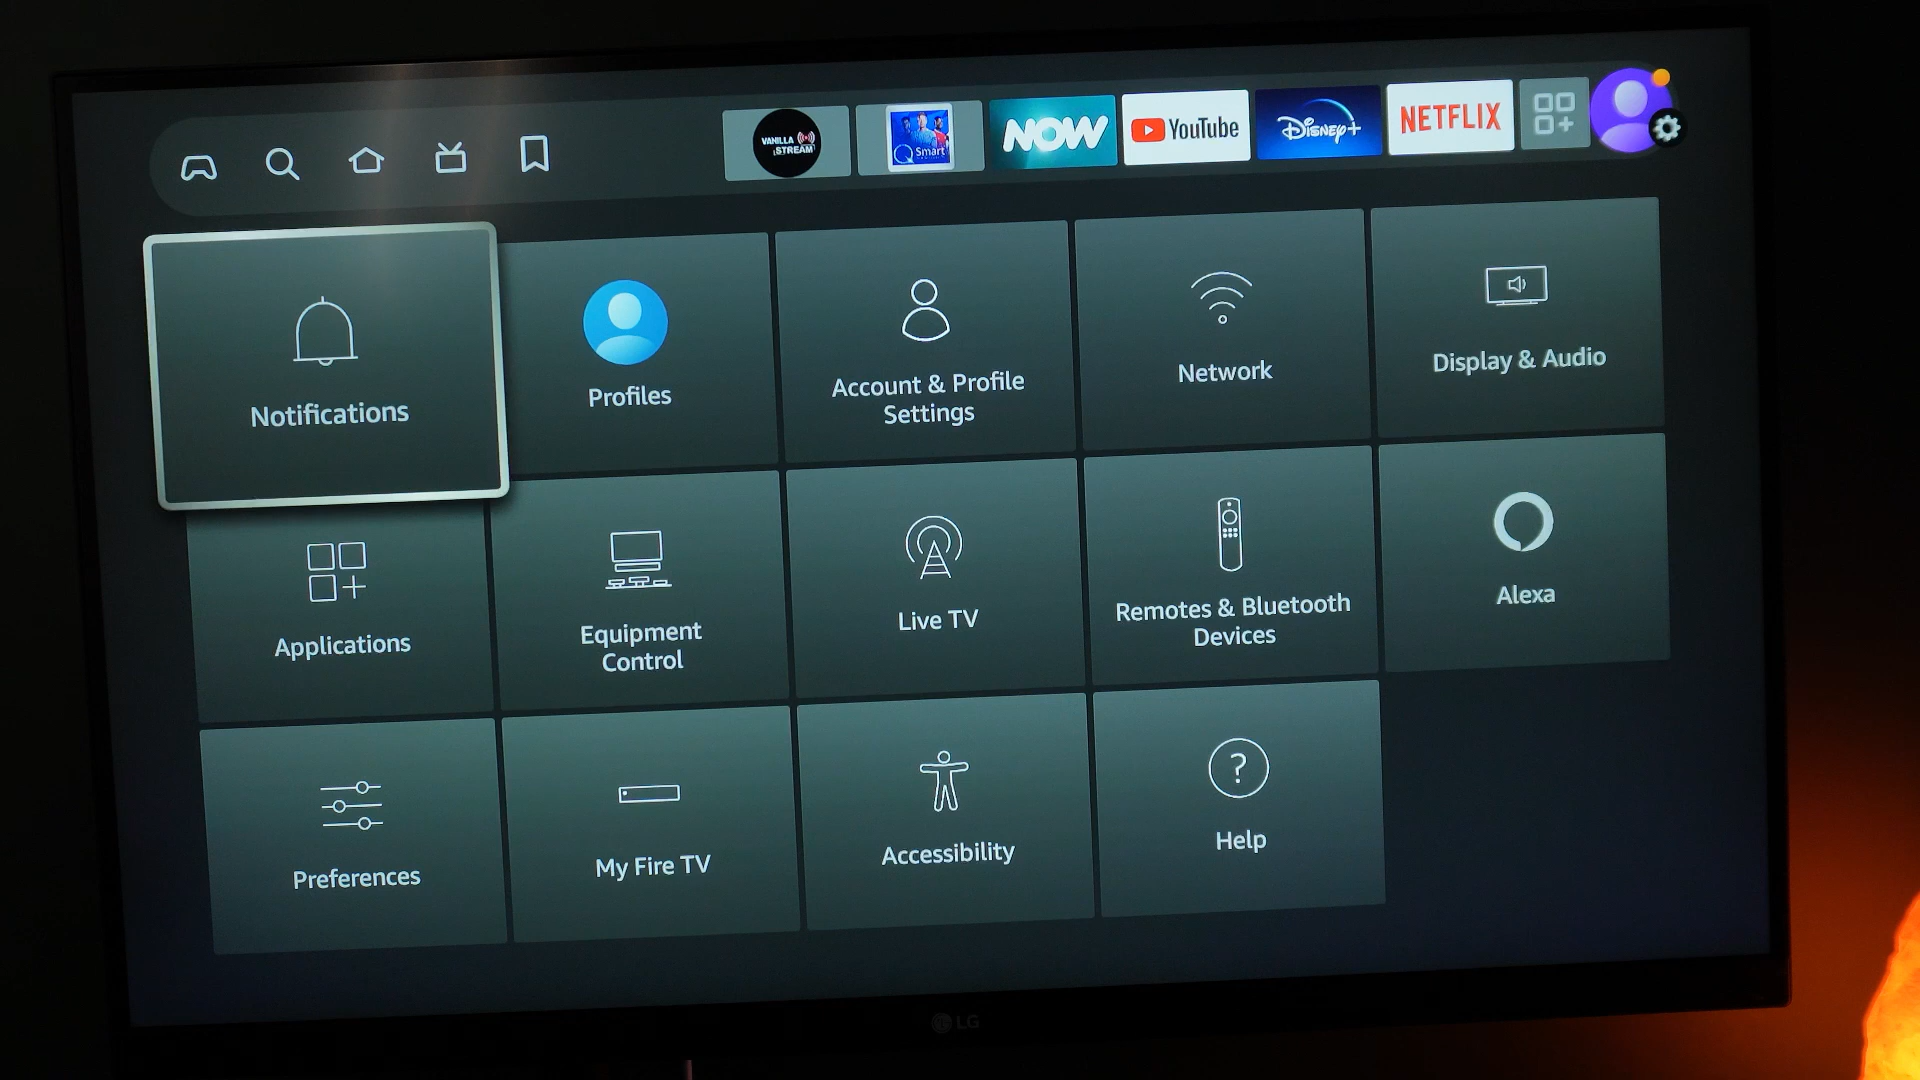 VANILLA
STREAM
Q Smart
NOW
YouTube
Disney+
NETFLIX
Notifications
Profiles
Account & Profile
Settings
Network
Display & Audio
Applications
Equipment
Control
Live TV
Remotes & Bluetooth
Devices
Alexa
Preferences
My Fire TV
Accessibility
?
Help
LG